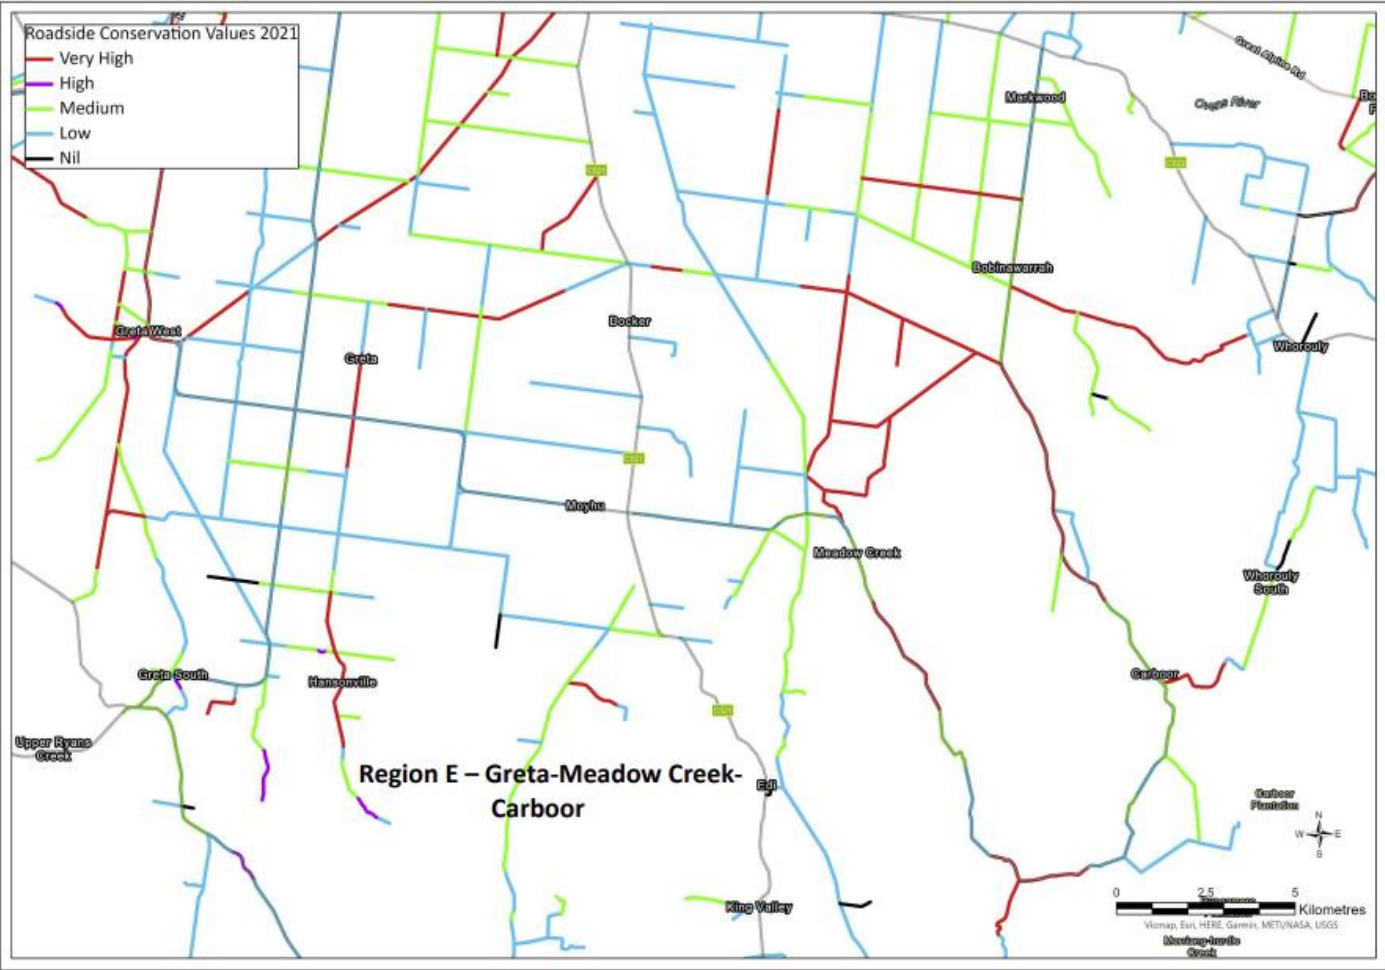 Roadside Conservation Values 2021
Very High
High
Medium
Low
Nil
Great Alpine Rd
Markwood
Ovens River
Bobinawarrah
Greta West
Greta
Docker
Whorouly
Moyhu
Meadow Creek
Whorouly
South
Greta South
Hansonville
Carboor
Upper Ryans
Creek
Region E – Greta-Meadow Creek-
Carboor
Edi
Carboor
Plantation
N
W
E
S
0
2.5
5
Kilometres
King Valley
Vicmap, Esri, HERE, Garmin, METI/NASA, USGS
Creek